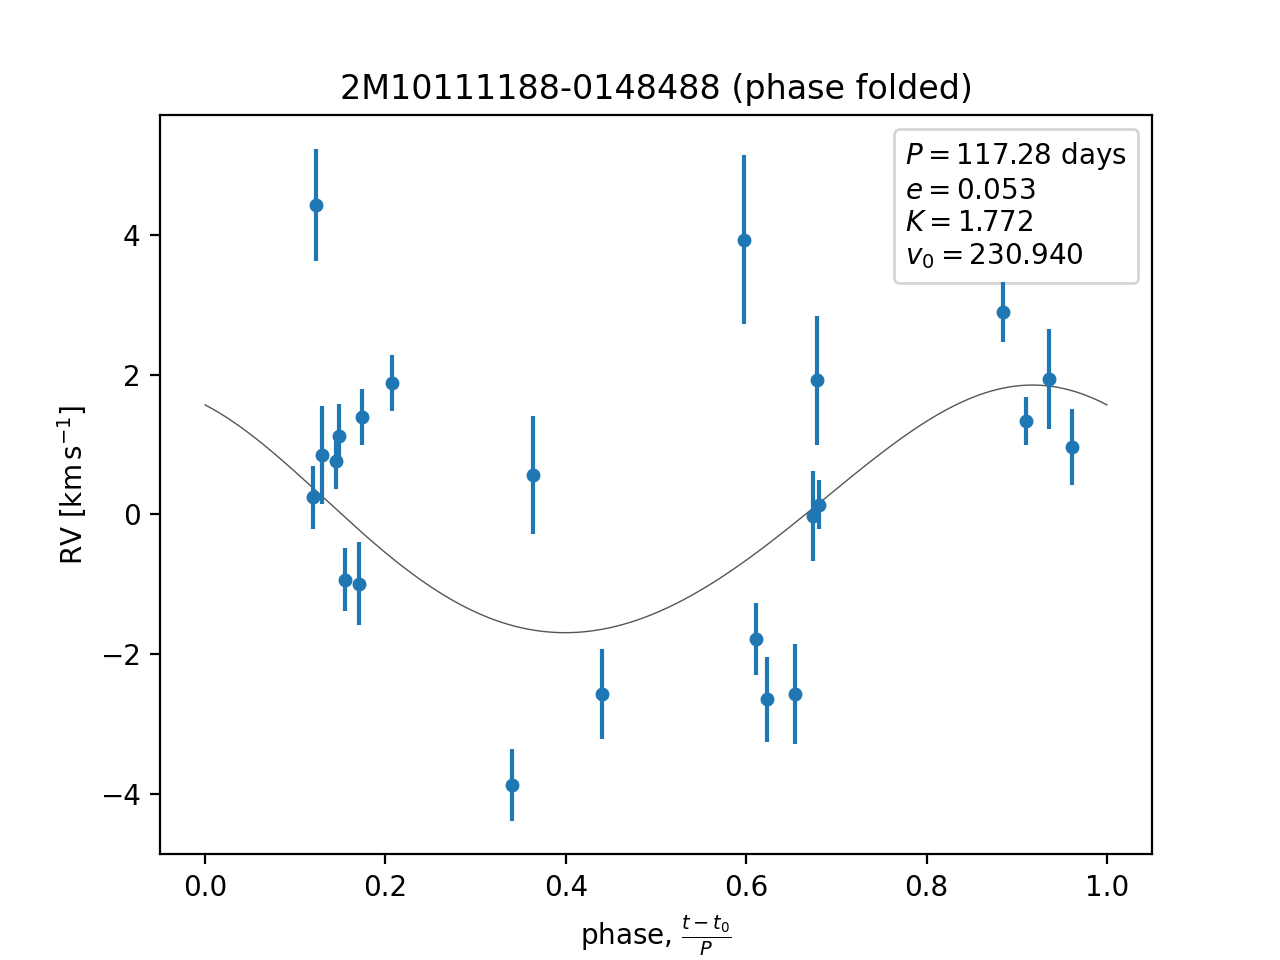 2M10111188-0148488 (phase folded)
P = 117.28 days
e = 0.053
K = 1.772
v₀ = 230.940
4
2
0
−2
−4
RV [km s⁻¹]
0.0 0.2 0.4 0.6 0.8 1.0
phase, (t − t₀)/P